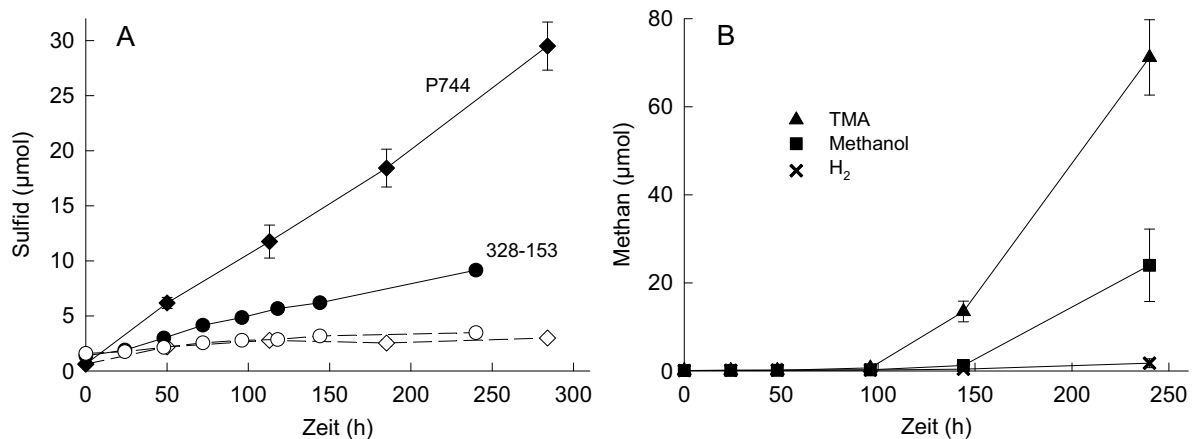 A
30
25
20
15
10
5
0
Sulfid (µmol)
P744
328-153
0 50 100 150 200 250 300
Zeit (h)
B
80
60
40
20
0
Methan (µmol)
TMA
Methanol
H₂
0 50 100 150 200 250
Zeit (h)